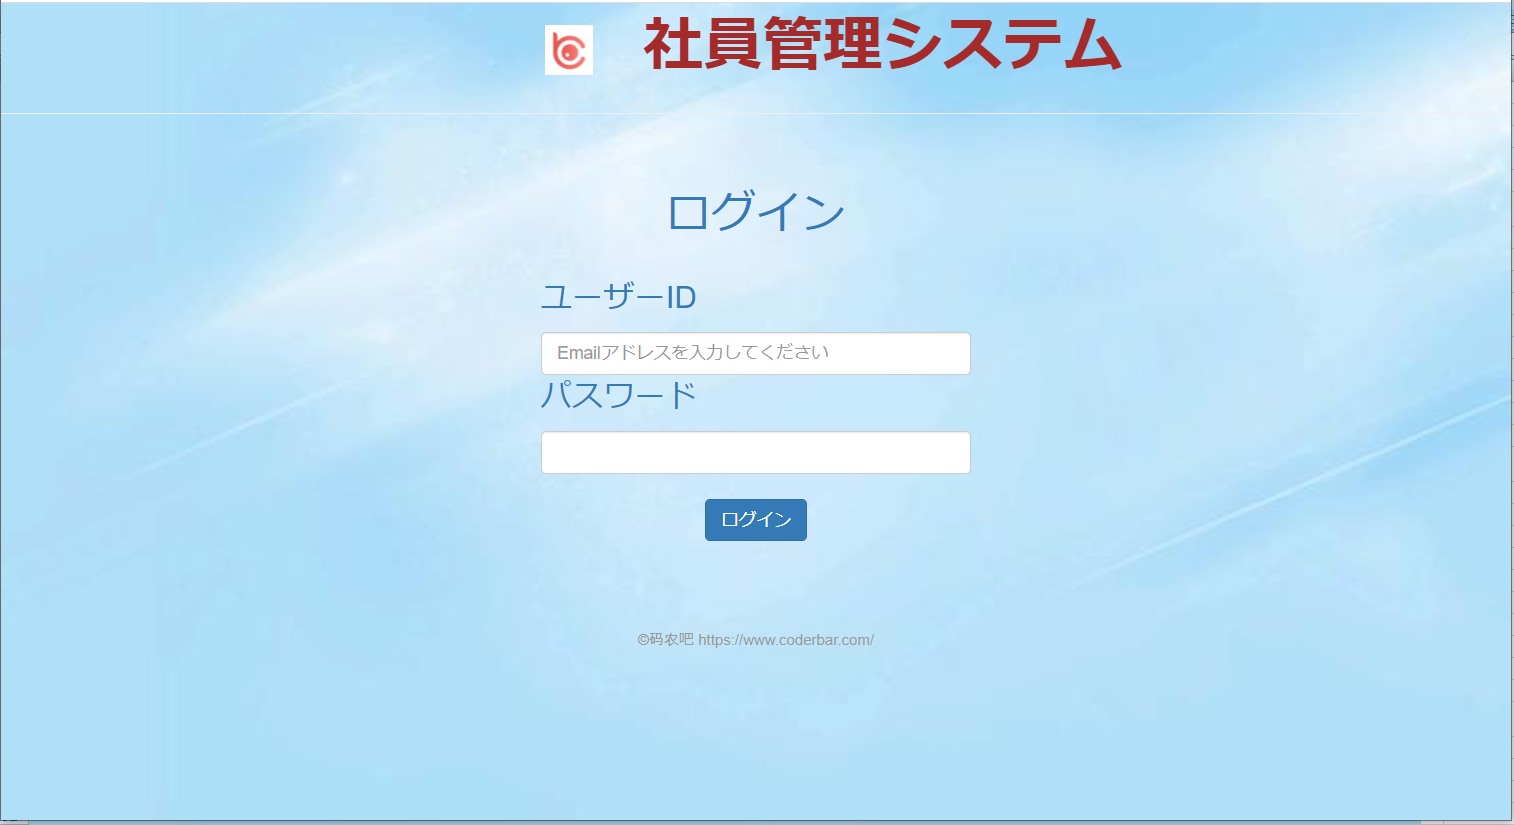 社員管理システム
ログイン
ユーザーID
Emailアドレスを入力してください
パスワード
ログイン
©码农吧 https://www.coderbar.com/